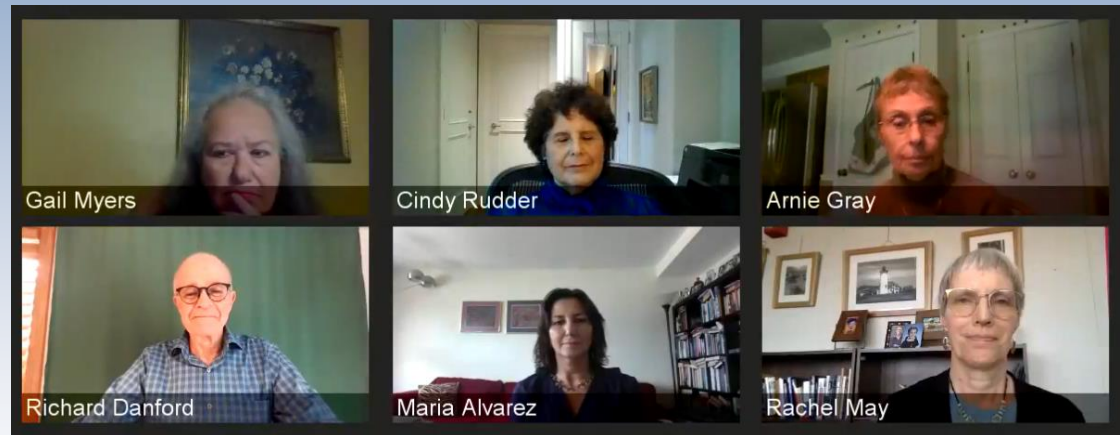 Gail Myers
Cindy Rudder
Arnie Gray
Richard Danford
Maria Alvarez
Rachel May